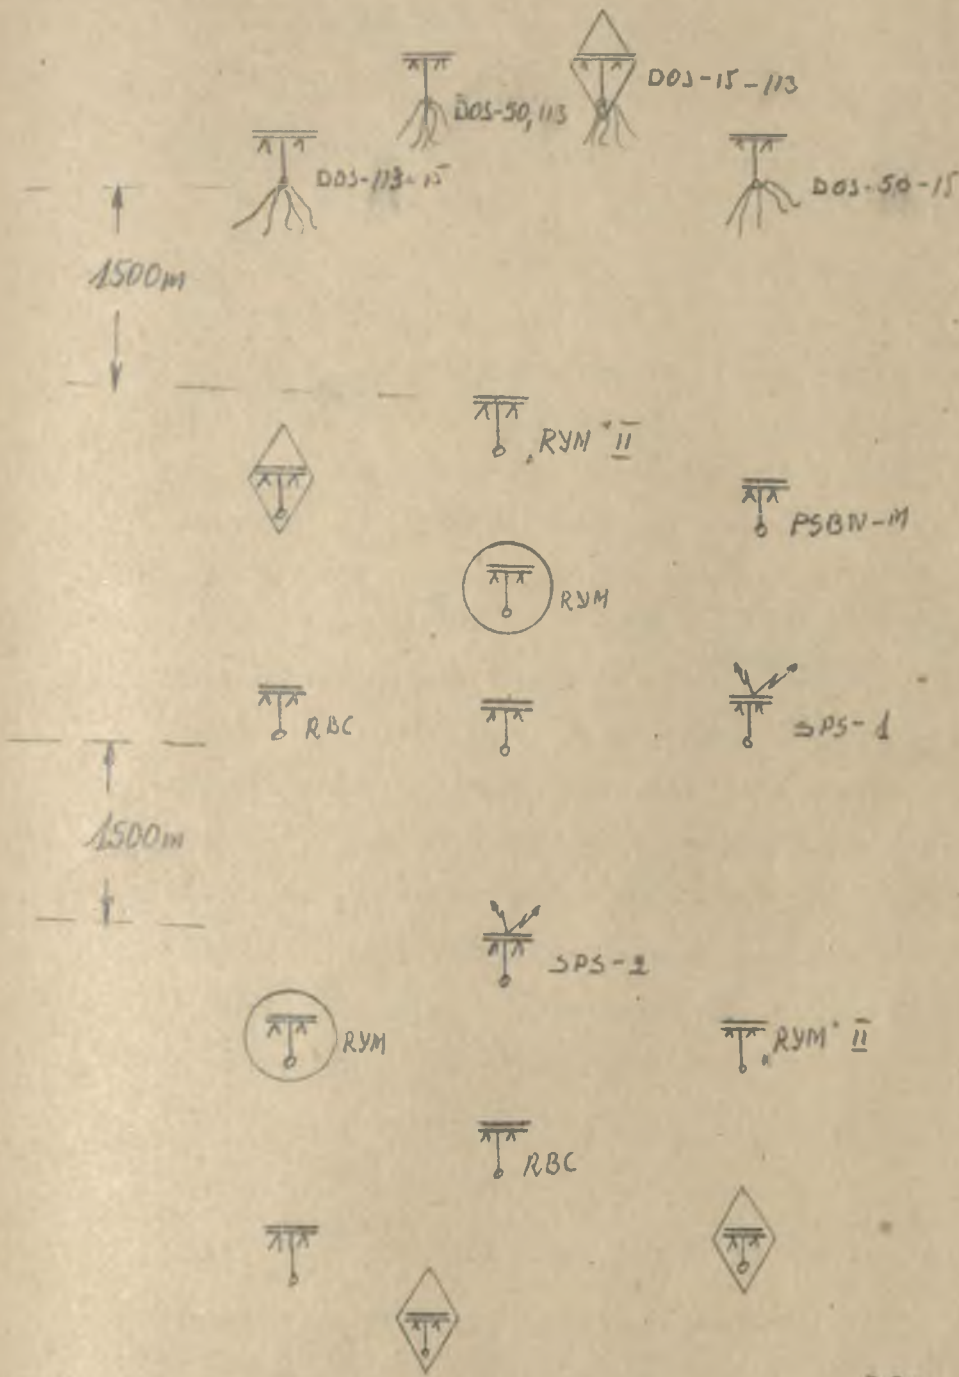 DOS-15-113
DOS-50,113
DOS-113-15
DOS-50-15
1500m
RYM II
PSBN-M
RYM
RBC
SPS-1
1500m
SPS-2
RYM
RYM II
RBC